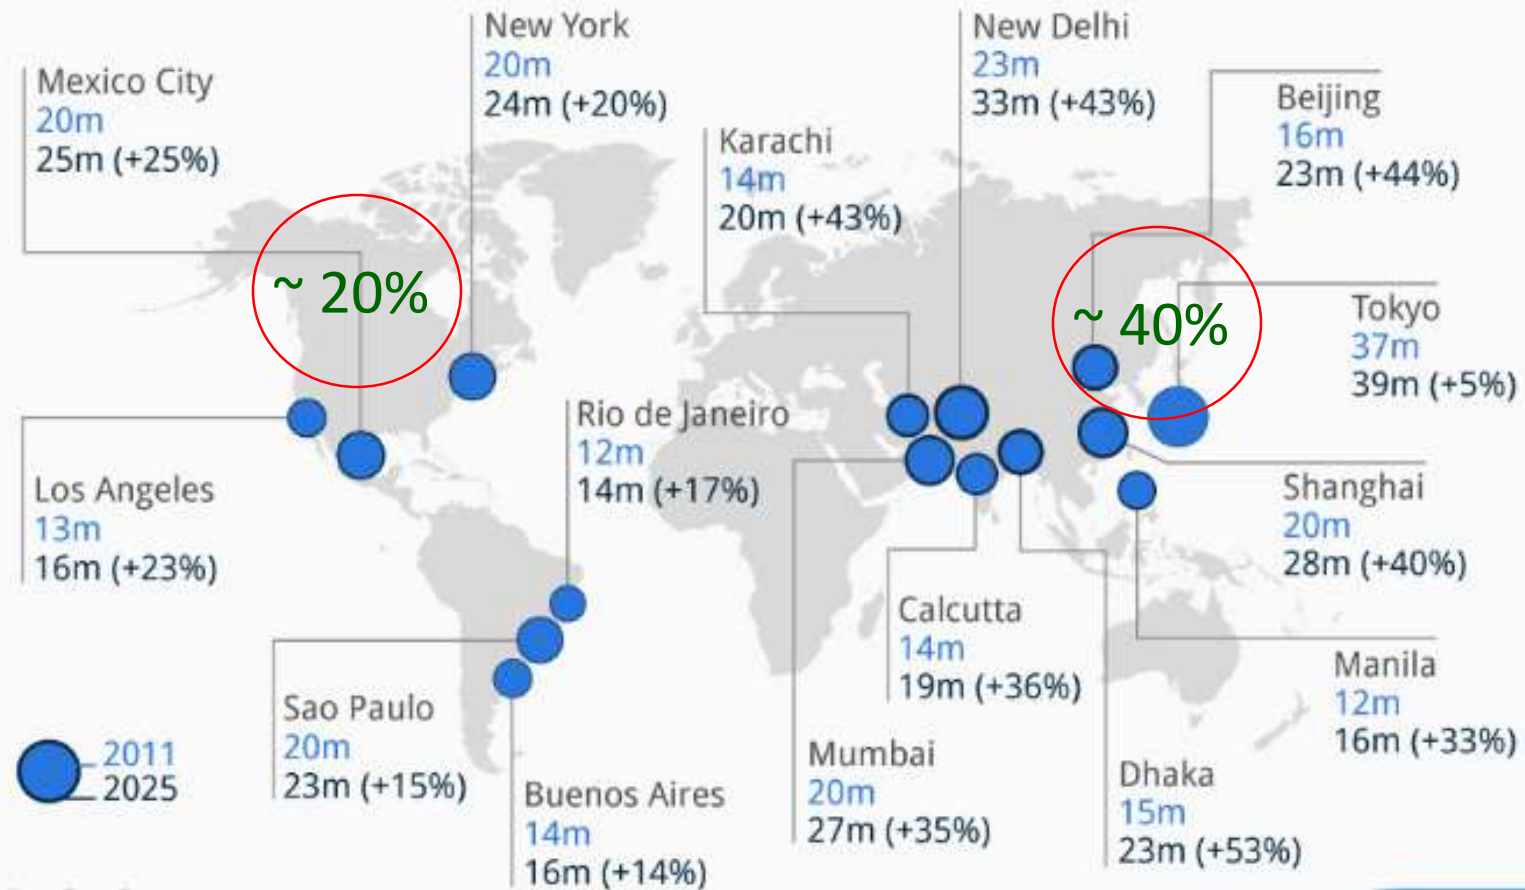 New York
20m
24m (+20%)
New Delhi
23m
33m (+43%)
Mexico City
20m
25m (+25%)
Beijing
16m
23m (+44%)
Karachi
14m
20m (+43%)
~ 20%
~ 40%
Tokyo
37m
39m (+5%)
Rio de Janeiro
12m
14m (+17%)
Los Angeles
13m
16m (+23%)
Shanghai
20m
28m (+40%)
Calcutta
14m
19m (+36%)
Manila
12m
16m (+33%)
Sao Paulo
20m
23m (+15%)
Mumbai
20m
27m (+35%)
Dhaka
15m
23m (+53%)
Buenos Aires
14m
16m (+14%)
2011
2025